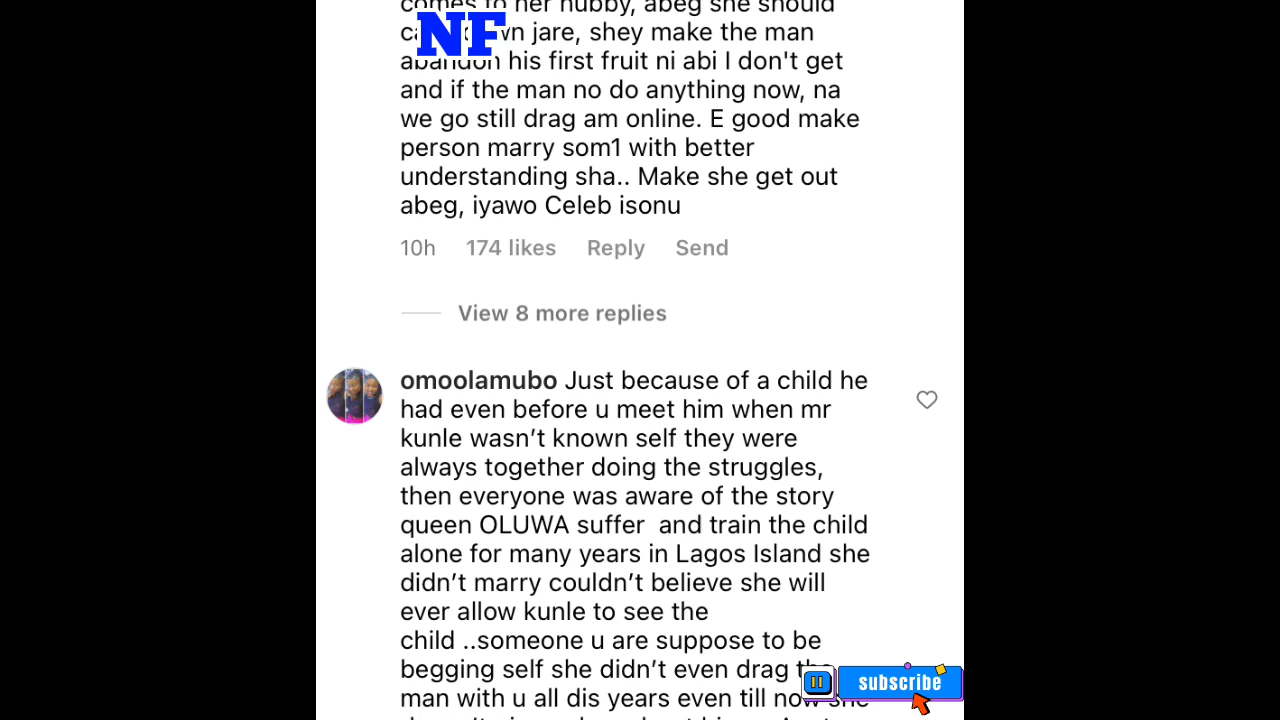 comes to her hubby, abeg she should
NF
jare, shey make the man
abandon his first fruit ni abi I don't get
and if the man no do anything now, na
we go still drag am online. E good make
person marry som1 with better
understanding sha.. Make she get out
abeg, iyawo Celeb isonu
10h 174 likes Reply Send
View 8 more replies
omoolamubo Just because of a child he
had even before u meet him when mr
kunle wasn’t known self they were
always together doing the struggles,
then everyone was aware of the story
queen OLUWA suffer and train the child
alone for many years in Lagos Island she
didn’t marry couldn’t believe she will
ever allow kunle to see the
child ..someone u are suppose to be
begging self she didn’t even drag the
man with u all dis years even till now she
subscribe